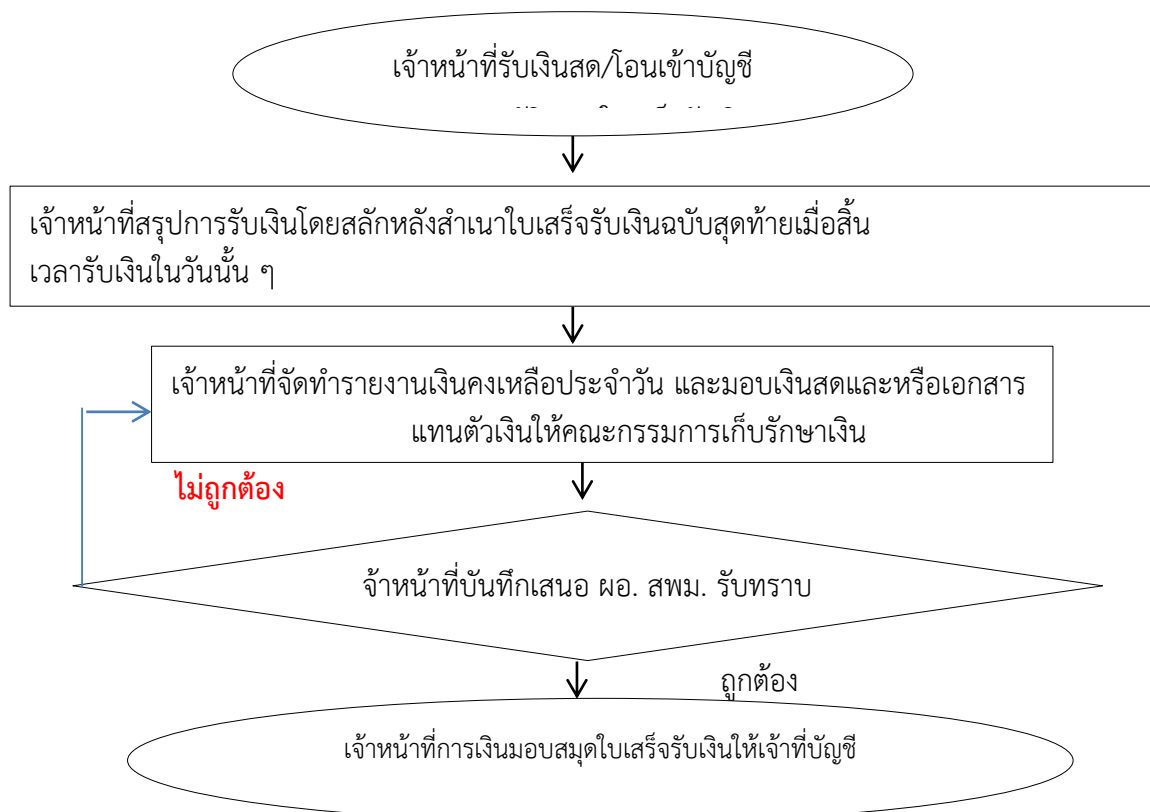 เจ้าหน้าที่รับเงินสด/โอนเข้าบัญชี
เจ้าหน้าที่สรุปการรับเงินโดยสลักหลังสำเนาใบเสร็จรับเงินฉบับสุดท้ายเมื่อสิ้น
เวลารับเงินในวันนั้น ๆ
เจ้าหน้าที่จัดทำรายงานเงินคงเหลือประจำวัน และมอบเงินสดและหรือเอกสาร
แทนตัวเงินให้คณะกรรมการเก็บรักษาเงิน
ไม่ถูกต้อง
จ้าหน้าที่บันทึกเสนอ ผอ. สพม. รับทราบ
ถูกต้อง
เจ้าหน้าที่การเงินมอบสมุดใบเสร็จรับเงินให้เจ้าที่บัญชี